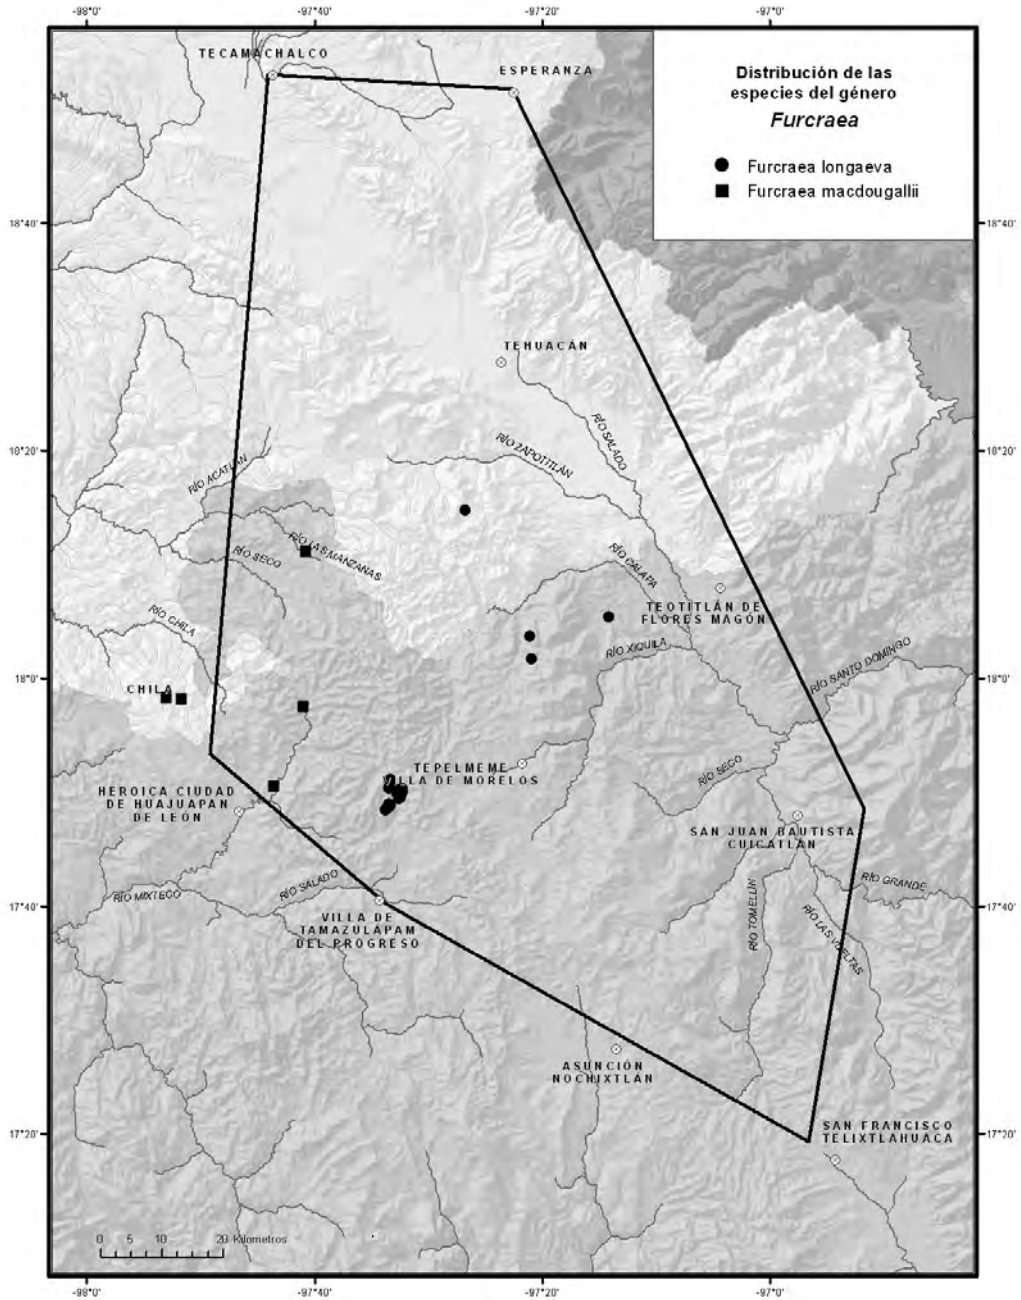 -98°0' -97°40' -97°20' -97°0'
TECAMACHALCO
ESPERANZA
Distribución de las
especies del género
Furcraea
Furcraea longaeva
Furcraea macdougallii
18°40' 18°40'
TEHUACÁN
RÍO SALADO
RÍO ZAPOTITLÁN
18°20' 18°20'
RÍO ACATLÁN
RÍO LAS MANZANAS
RÍO SECO
RÍO CALAPA
TEOTITLÁN DE
FLORES MAGÓN
RÍO CHILA
RÍO XIQUILA
RÍO SANTO DOMINGO
18°0' 18°0'
CHILA
TEPELMEME
VILLA DE MORELOS
RÍO SECO
HEROICA CIUDAD
DE HUAJUAPAN
DE LEÓN
SAN JUAN BAUTISTA
CUICATLÁN
RÍO SALADO
RÍO MIXTECO
RÍO GRANDE
17°40' 17°40'
VILLA DE
TAMAZULÁPAM
DEL PROGRESO
RÍO TOMELLÍN
RÍO LAS VUELTAS
ASUNCIÓN
NOCHIXTLÁN
SAN FRANCISCO
TELIXTLAHUACA
17°20' 17°20'
0 5 10 20 Kilometros
-98°0' -97°40' -97°20' -97°0'